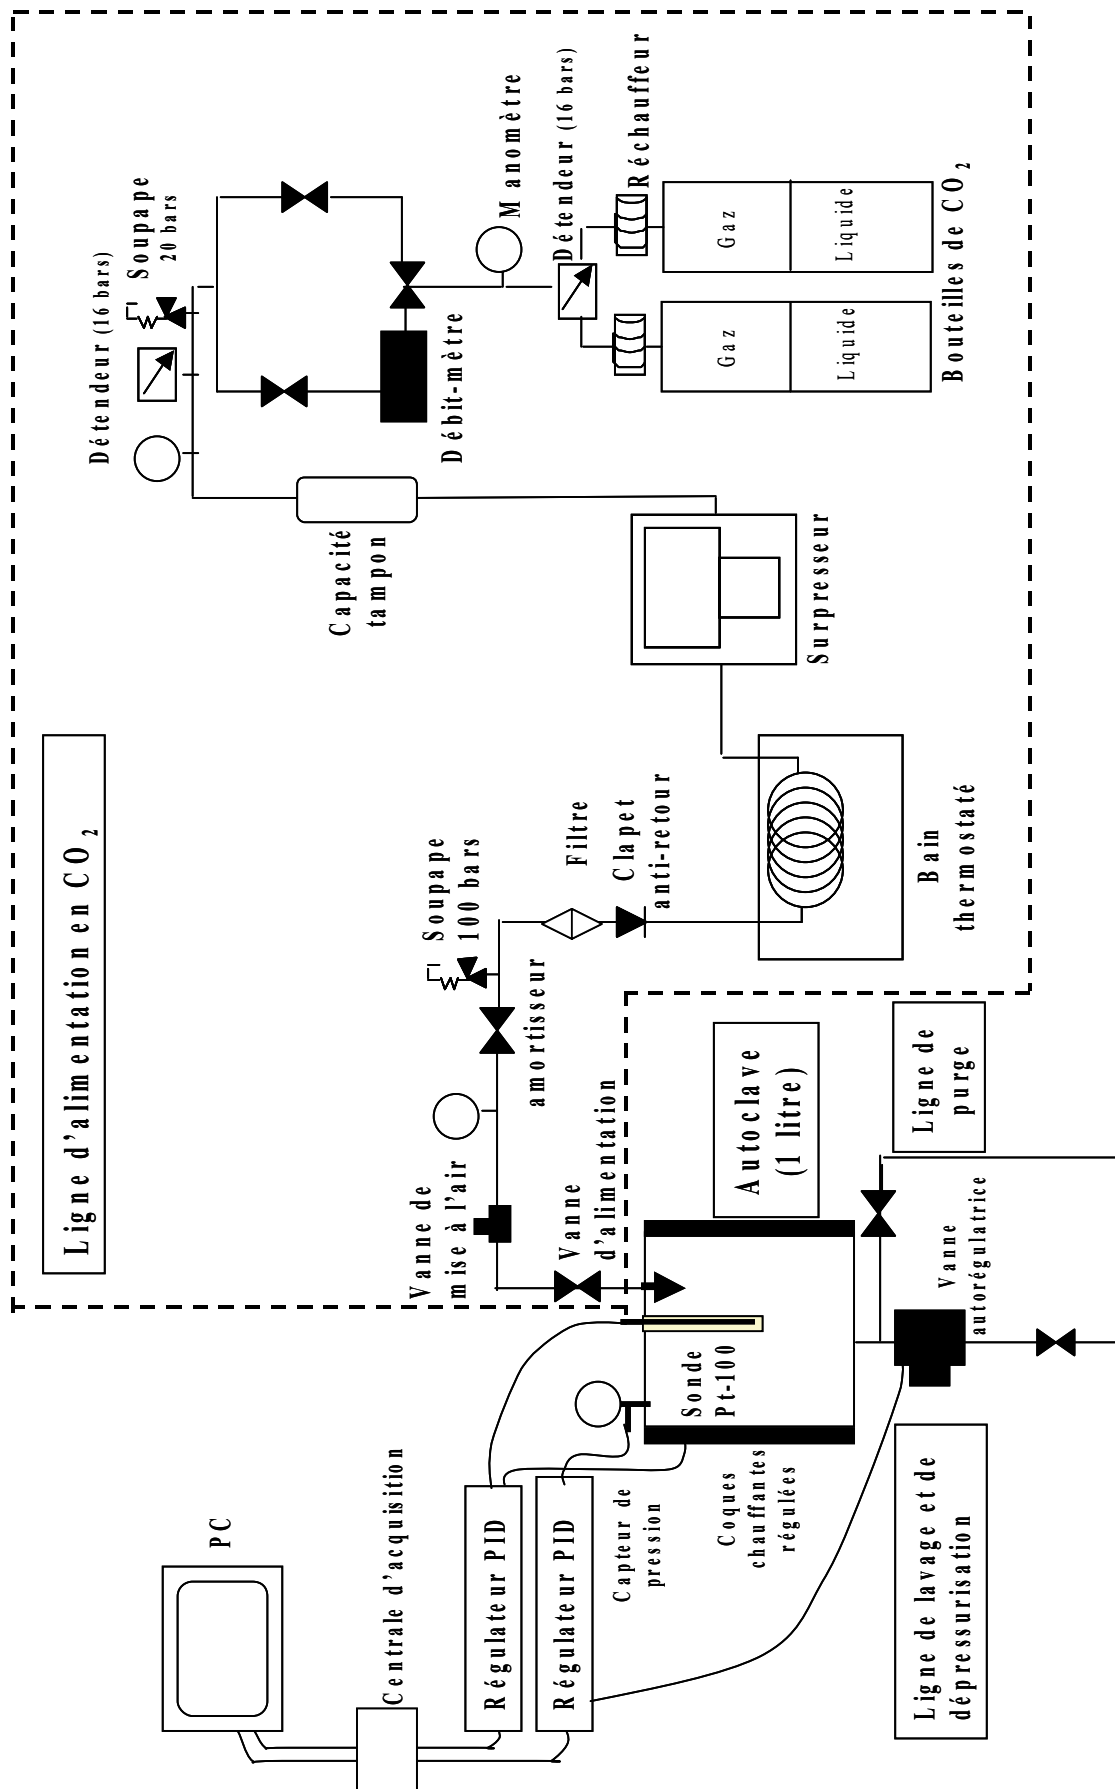 Ligne d'alimentation en CO2
Détendeur (16 bars)
Soupape
20 bars
Manomètre
Détendeur (16 bars)
Réchauffeur
Gaz
Liquide
Gaz
Liquide
Bouteilles de CO2
Débit-mètre
Capacité
tampon
Surpresseur
Bain
thermostaté
Filtre
Clapet
anti-retour
Soupape
100 bars
amortisseur
Vanne de
mise à l'air
Vanne
d'alimentation
Autoclave
(1 litre)
Ligne de
purge
Vanne
autorégulatrice
Sonde
Pt-100
Coques
chauffantes
régulées
Capteur de
pression
Régulateur PID
Régulateur PID
Centrale d'acquisition
PC
Ligne de lavage et de
dépressurisation